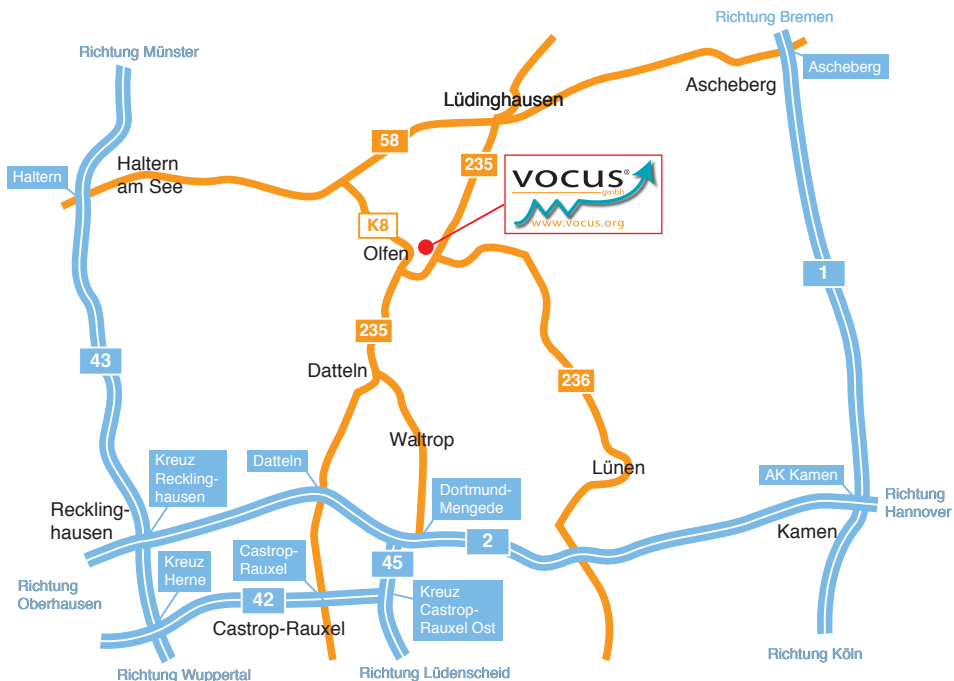 Richtung Bremen
Richtung Münster
Ascheberg
Ascheberg
Lüdinghausen
58
235
Haltern
am See
Haltern
VOCUS®
gmbh
www.vocus.org
K8
Olfen
1
235
43
Datteln
236
Waltrop
Kreuz
Reckling-
hausen
Datteln
Lünen
AK Kamen
Dortmund-
Mengede
Richtung
Hannover
Reckling-
hausen
Kamen
2
Castrop-
Rauxel
45
Kreuz
Herne
Richtung
Oberhausen
42
Kreuz
Castrop-
Rauxel Ost
Castrop-Rauxel
Richtung Köln
Richtung Wuppertal
Richtung Lüdenscheid